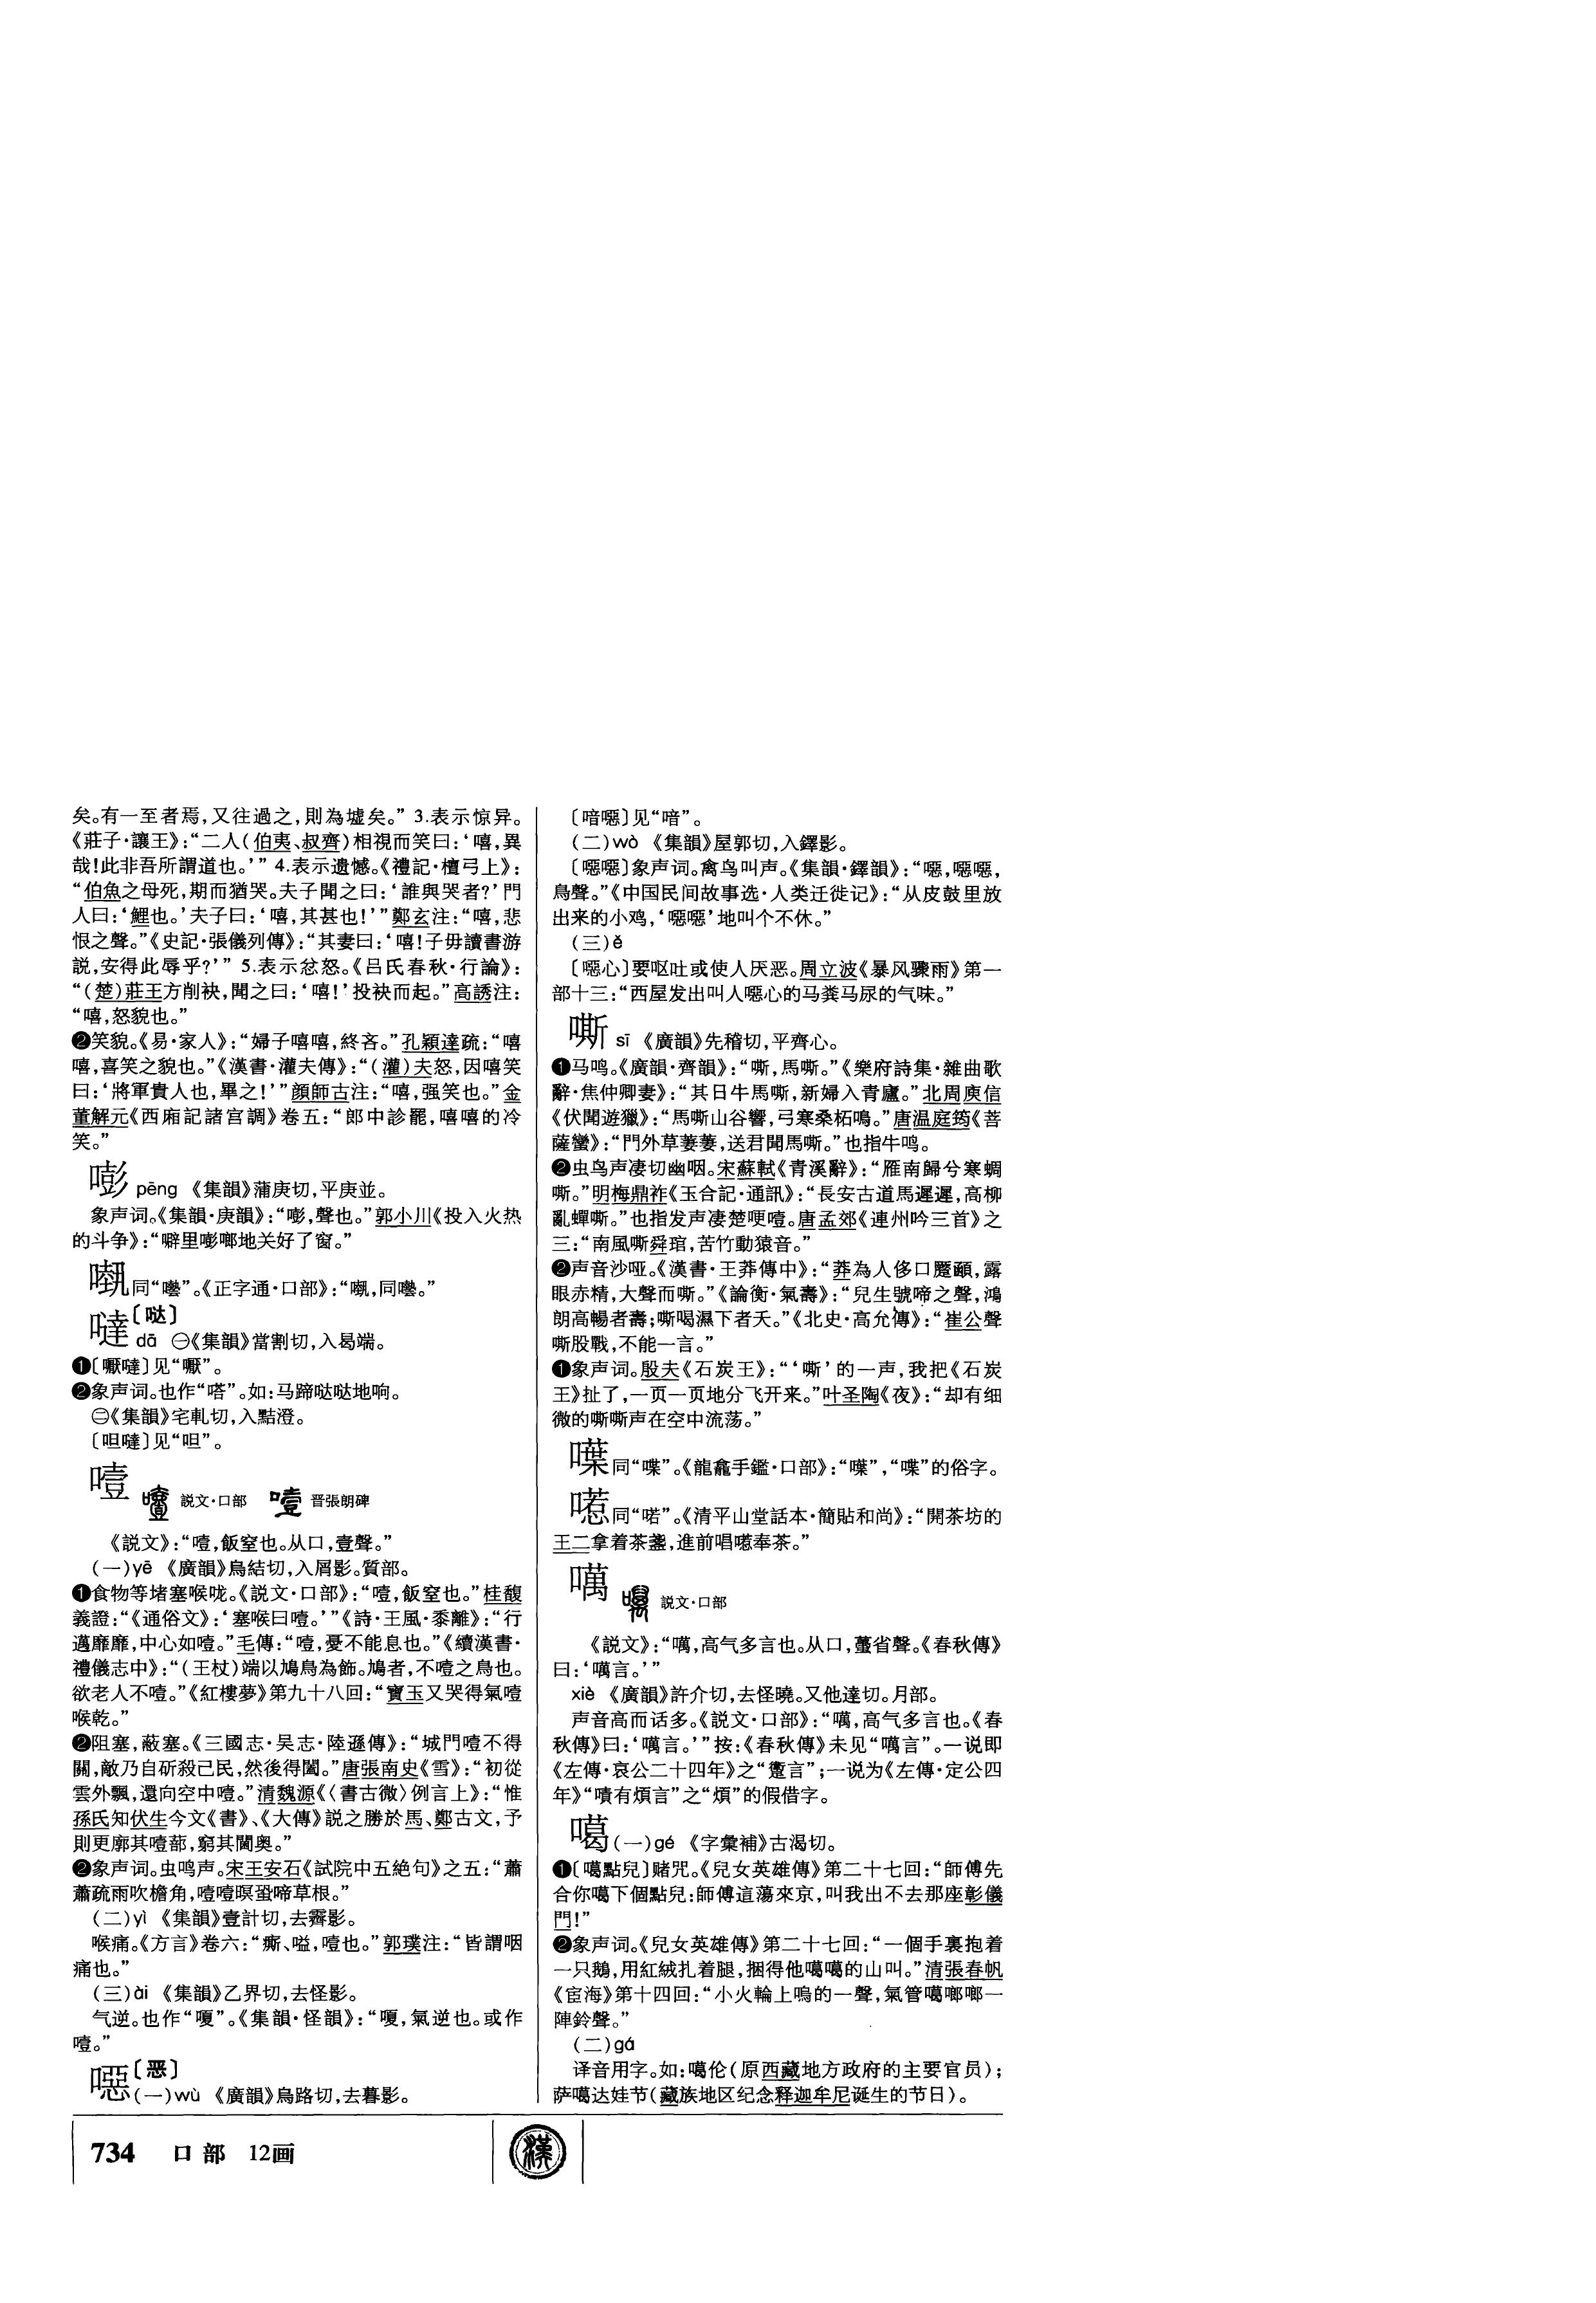 矣。有一至者焉，又往過之，則為墟矣。” 3.表示惊异。
《莊子·讓王》：“二人（伯夷、叔齊）相視而笑曰：‘嘻，異
哉！此非吾所謂道也。’” 4.表示遗憾。《禮記·檀弓上》：
“伯魚之母死，期而猶哭。夫子聞之曰：‘誰與哭者？’門
人曰：‘鯉也。’夫子曰：‘嘻，其甚也！’”鄭玄注：“嘻，悲
恨之聲。”《史記·張儀列傳》：“其妻曰：‘嘻！子毋讀書游
説，安得此辱乎？’” 5.表示忿怒。《吕氏春秋·行論》：
“（楚）莊王方削袂，聞之曰：‘嘻！’投袂而起。”高誘注：
“嘻，怒貌也。”
❷笑貌。《易·家人》：“婦子嘻嘻，終吝。”孔穎達疏：“嘻
嘻，喜笑之貌也。”《漢書·灌夫傳》：“（灌）夫怒，因嘻笑
曰：‘將軍貴人也，畢之！’”顔師古注：“嘻，强笑也。”金
董解元《西廂記諸宫調》卷五：“郎中診罷，嘻嘻的冷
笑。”
嘭 pēng 《集韻》蒲庚切，平庚並。
象声词。《集韻·庚韻》：“嘭，聲也。”郭小川《投入火热
的斗争》：“噼里嘭啷地关好了窗。”
同“囈”。《正字通·口部》：“，同囈。”
噠〔哒〕
dā ㊀《集韻》當割切，入曷端。
❶〔噘噠〕见“噘”。
❷象声词。也作“嗒”。如：马蹄哒哒地响。
㊁《集韻》宅軋切，入黠澄。
〔呾噠〕见“呾”。
噎 説文·口部 晋張朗碑
《説文》：“噎，飯窒也。从口，壹聲。”
（一）yē 《廣韻》烏結切，入屑影。質部。
❶食物等堵塞喉咙。《説文·口部》：“噎，飯窒也。”桂馥
義證：“《通俗文》：‘塞喉曰噎。’”《詩·王風·黍離》：“行
邁靡靡，中心如噎。”毛傳：“噎，憂不能息也。”《續漢書·
禮儀志中》：“（王杖）端以鳩鳥為飾。鳩者，不噎之鳥也。
欲老人不噎。”《紅樓夢》第九十八回：“寶玉又哭得氣噎
喉乾。”
❷阻塞，蔽塞。《三國志·吴志·陸遜傳》：“城門噎不得
關，敵乃自斫殺己民，然後得闔。”唐張南史《雪》：“初從
雲外飄，還向空中噎。”清魏源《〈書古微〉例言上》：“惟
孫氏知伏生今文《書》、《大傳》説之勝於馬、鄭古文，予
則更廓其噎蔀，窮其閫奥。”
❷象声词。虫鸣声。宋王安石《試院中五絶句》之五：“蕭
蕭疏雨吹檐角，噎噎暝蛩啼草根。”
（二）yì 《集韻》壹計切，去霽影。
喉痛。《方言》卷六：“㾷、嗌，噎也。”郭璞注：“皆謂咽
痛也。”
（三）ài 《集韻》乙界切，去怪影。
气逆。也作“嗄”。《集韻·怪韻》：“嗄，氣逆也。或作
噎。”
噁〔恶〕
（一）wù 《廣韻》烏路切，去暮影。
〔喑噁〕见“喑”。
（二）wò 《集韻》屋郭切，入鐸影。
〔噁噁〕象声词。禽鸟叫声。《集韻·鐸韻》：“噁，噁噁，
鳥聲。”《中国民间故事选·人类迁徙记》：“从皮鼓里放
出来的小鸡，‘噁噁’地叫个不休。”
（三）ě
〔噁心〕要呕吐或使人厌恶。周立波《暴风骤雨》第一
部十三：“西屋发出叫人噁心的马粪马尿的气味。”
嘶 sī 《廣韻》先稽切，平齊心。
❶马鸣。《廣韻·齊韻》：“嘶，馬嘶。”《樂府詩集·雜曲歌
辭·焦仲卿妻》：“其日牛馬嘶，新婦入青廬。”北周庾信
《伏聞遊獵》：“馬嘶山谷響，弓寒桑柘鳴。”唐温庭筠《菩
薩蠻》：“門外草萋萋，送君聞馬嘶。”也指牛鸣。
❷虫鸟声凄切幽咽。宋蘇軾《青溪辭》：“雁南歸兮寒蜩
嘶。”明梅鼎祚《玉合記·通訊》：“長安古道馬遲遲，高柳
亂蟬嘶。”也指发声凄楚哽噎。唐孟郊《連州吟三首》之
三：“南風嘶舜琯，苦竹動猿音。”
❷声音沙哑。《漢書·王莽傳中》：“莽為人侈口蹷顄，露
眼赤精，大聲而嘶。”《論衡·氣壽》：“兒生號啼之聲，鴻
朗高暢者壽；嘶喝濕下者夭。”《北史·高允傳》：“崔公聲
嘶股戰，不能一言。”
❶象声词。殷夫《石炭王》：“‘嘶’的一声，我把《石炭
王》扯了，一页一页地分飞开来。”叶圣陶《夜》：“却有细
微的嘶嘶声在空中流荡。”
同“喋”。《龍龕手鑑·口部》：“”，“喋”的俗字。
同“喏”。《清平山堂話本·簡貼和尚》：“開茶坊的
王二拿着茶盞，進前唱喏奉茶。”
噧 説文·口部
《説文》：“噧，高气多言也。从口，蠆省聲。《春秋傳》
曰：‘噧言。’”
xiè 《廣韻》許介切，去怪曉。又他達切。月部。
声音高而话多。《説文·口部》：“噧，高气多言也。《春
秋傳》曰：‘噧言。’”按：《春秋傳》未见“噧言”。一说即
《左傳·哀公二十四年》之“躗言”；一说为《左傳·定公四
年》“嘖有煩言”之“煩”的假借字。
噶（一）gé 《字彙補》古渴切。
❶〔噶點兒〕赌咒。《兒女英雄傳》第二十七回：“師傅先
合你噶下個點兒：師傅這蕩來京，叫我出不去那座彰儀
門！”
❷象声词。《兒女英雄傳》第二十七回：“一個手裏抱着
一只鵝，用紅絨扎着腿，捆得他噶噶的山叫。”清張春帆
《宦海》第十四回：“小火輪上嗚的一聲，氣管噶啷啷一
陣鈴聲。”
（二）gá
译音用字。如：噶伦（原西藏地方政府的主要官员）；
萨噶达娃节（藏族地区纪念释迦牟尼诞生的节日）。
734 口部 12画
漢